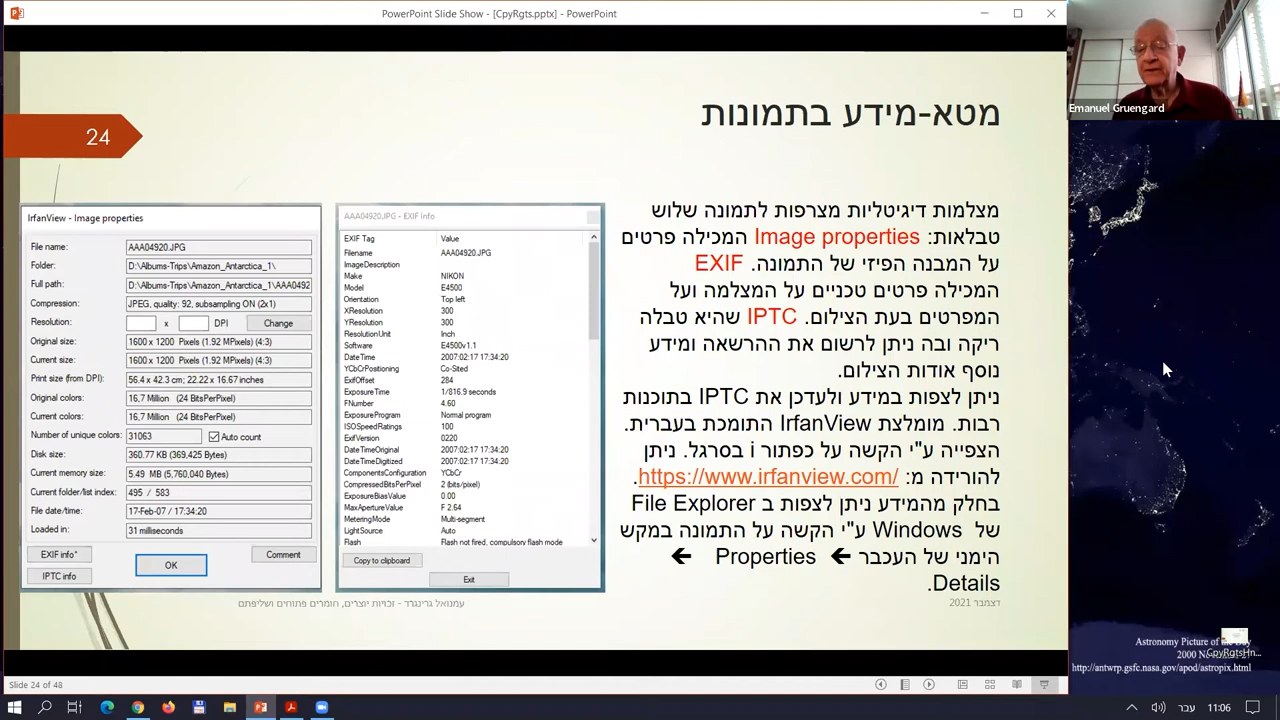 PowerPoint Slide Show - [CpyRgts.pptx] - PowerPoint
Emanuel Gruengard
24
מטא-מידע בתמונות
מצלמות דיגיטליות מצרפות לתמונה שלוש
טבלאות: Image properties המכילה פרטים
על המבנה הפיזי של התמונה. EXIF
המכילה פרטים טכניים על המצלמה ועל
המפרטים בעת הצילום. IPTC שהיא טבלה
ריקה ובה ניתן לרשום את ההרשאה ומידע
נוסף אודות הצילום.
ניתן לצפות במידע ולעדכן את IPTC בתוכנות
רבות. מומלצת IrfanView התומכת בעברית.
הצפייה ע"י הקשה על כפתור i בסרגל. ניתן
להורידה מ: https://www.irfanview.com/.
בחלק מהמידע ניתן לצפות ב File Explorer
של Windows ע"י הקשה על התמונה במקש
הימני של העכבר 🡰 Properties 🡰
Details.
AAA04920.JPG - EXIF info
EXIF Tag Value
Filename AAA04920.JPG
ImageDescription
Make NIKON
Model E4500
Orientation Top left
XResolution 300
YResolution 300
ResolutionUnit Inch
Software E4500v1.1
DateTime 2007:02:17 17:34:20
YCbCrPositioning Co-Sited
ExifOffset 284
ExposureTime 1/816.9 seconds
FNumber 4.60
ExposureProgram Normal program
ISOSpeedRatings 100
ExifVersion 0220
DateTimeOriginal 2007:02:17 17:34:20
DateTimeDigitized 2007:02:17 17:34:20
ComponentsConfiguration YCbCr
CompressedBitsPerPixel 2 (bits/pixel)
ExposureBiasValue 0.00
MaxApertureValue F 2.64
MeteringMode Multi-segment
LightSource Auto
Flash Flash not fired, compulsory flash mode
Copy to clipboard
Exit
IrfanView - Image properties
File name: AAA04920.JPG
Folder: D:\Albums-Trips\Amazon_Antarctica_1\
Full path: D:\Albums-Trips\Amazon_Antarctica_1\AAA0492
Compression: JPEG, quality: 92, subsampling ON (2x1)
Resolution: x DPI Change
Original size: 1600 x 1200 Pixels (1.92 MPixels) (4:3)
Current size: 1600 x 1200 Pixels (1.92 MPixels) (4:3)
Print size (from DPI): 56.4 x 42.3 cm; 22.22 x 16.67 inches
Original colors: 16,7 Million (24 BitsPerPixel)
Current colors: 16,7 Million (24 BitsPerPixel)
Number of unique colors: 31063 Auto count
Disk size: 360.77 KB (369,425 Bytes)
Current memory size: 5.49 MB (5,760,040 Bytes)
Current folder/list index: 495 / 583
File date/time: 17-Feb-07 / 17:34:20
Loaded in: 31 milliseconds
EXIF info* OK Comment
IPTC info
דצמבר 2021
עמנואל גרינגרד - זכויות יוצרים, חומרים פתוחים ושליפתם
Astronomy Picture of the Day
2000
http://antwrp.gsfc.nasa.gov/apod/astropix.html
Slide 24 of 48
עבר 11:06